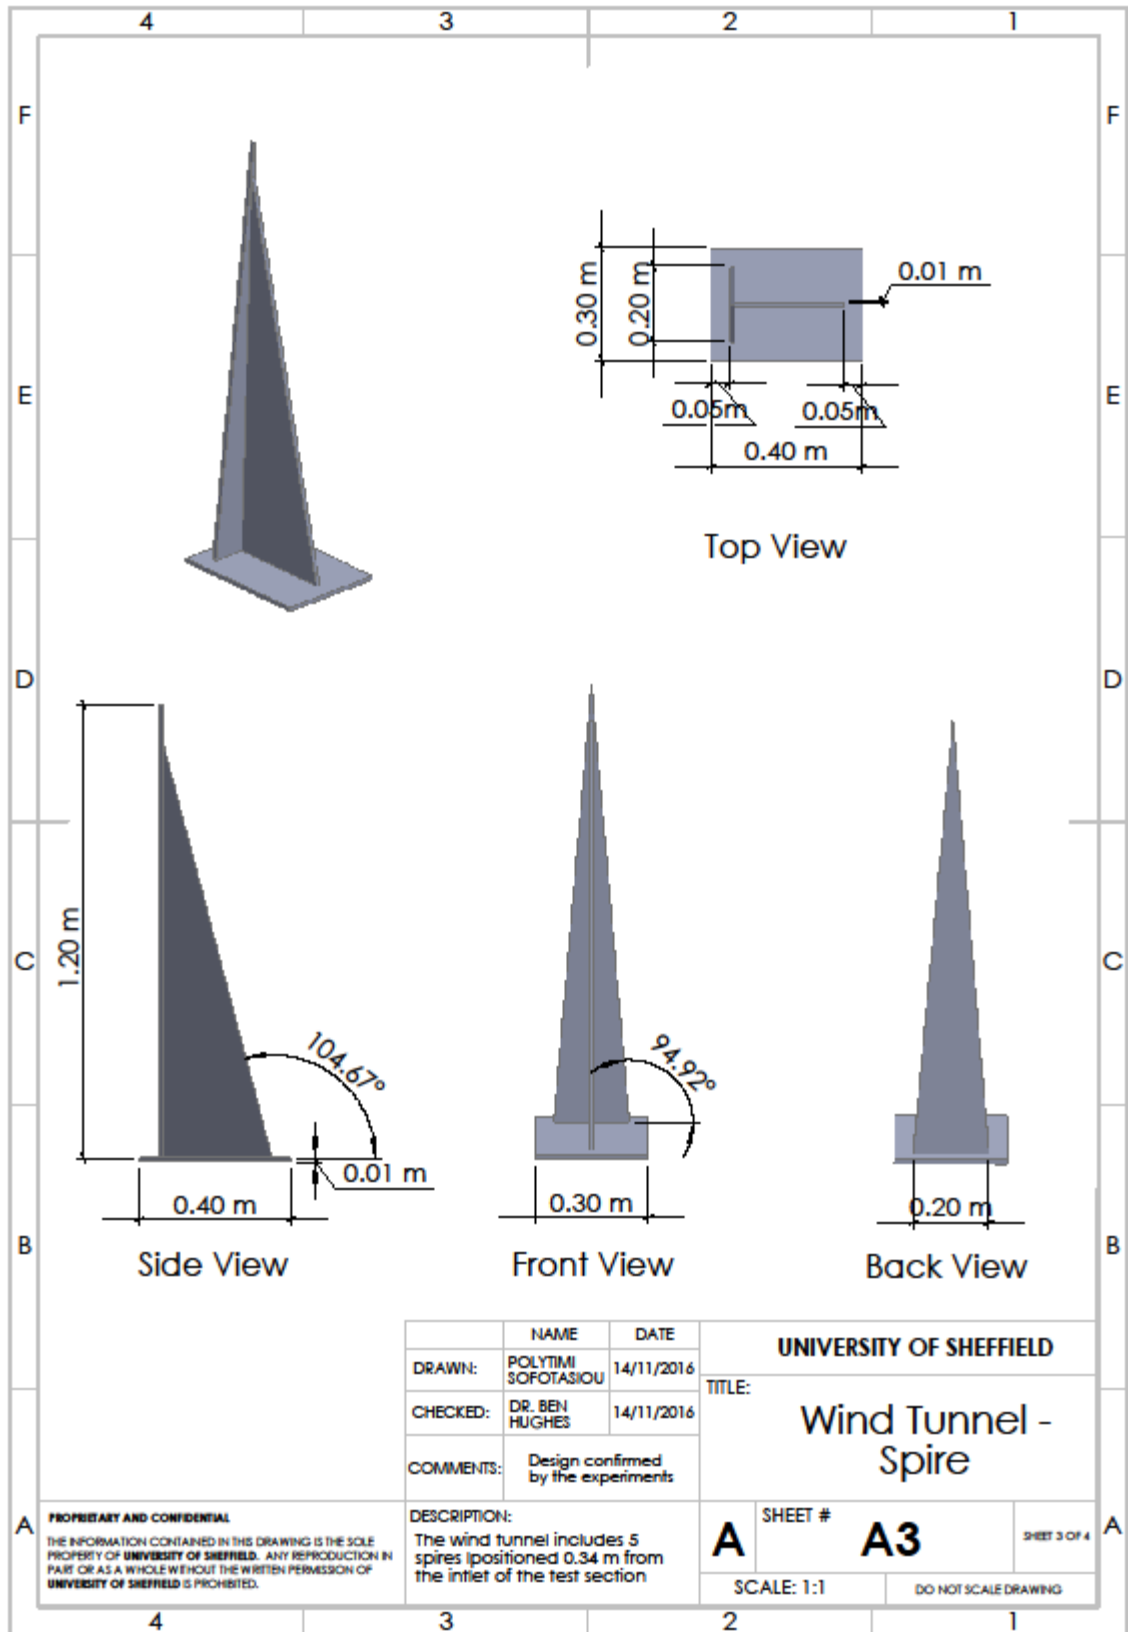 4 3 2 1
F F
0.30 m
0.20 m
0.01 m
E E
0.05m
0.05m
0.40 m
Top View
D D
1.20 m
C C
104.67°
94.92°
0.01 m
0.40 m
0.30 m
0.20 m
B B
Side View
Front View
Back View
NAME DATE
DRAWN: POLYTIMI SOFOTASIOU 14/11/2016
CHECKED: DR. BEN HUGHES 14/11/2016
COMMENTS: Design confirmed
by the experiments
UNIVERSITY OF SHEFFIELD
TITLE:
Wind Tunnel -
Spire
A A
PROPRIETARY AND CONFIDENTIAL
THE INFORMATION CONTAINED IN THIS DRAWING IS THE SOLE
PROPERTY OF UNIVERSITY OF SHEFFIELD. ANY REPRODUCTION IN
PART OR AS A WHOLE WITHOUT THE WRITTEN PERMISSION OF
UNIVERSITY OF SHEFFIELD IS PROHIBITED.
DESCRIPTION:
The wind tunnel includes 5
spires (positioned 0.34 m from
the intlet of the test section
A
SHEET #
A3
SHEET 3 OF 4
SCALE: 1:1
DO NOT SCALE DRAWING
4 3 2 1